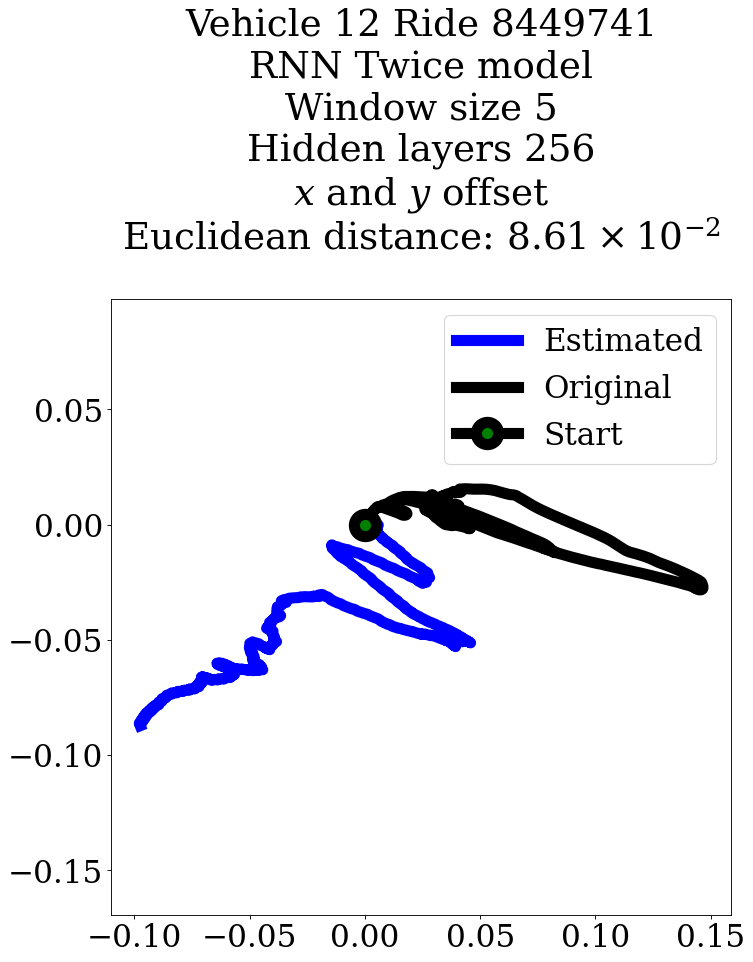 Vehicle 12 Ride 8449741
RNN Twice model
Window size 5
Hidden layers 256
x and y offset
Euclidean distance: 8.61 × 10⁻²
Estimated
Original
Start
0.05
0.00
−0.05
−0.10
−0.15
−0.10 −0.05 0.00 0.05 0.10 0.15